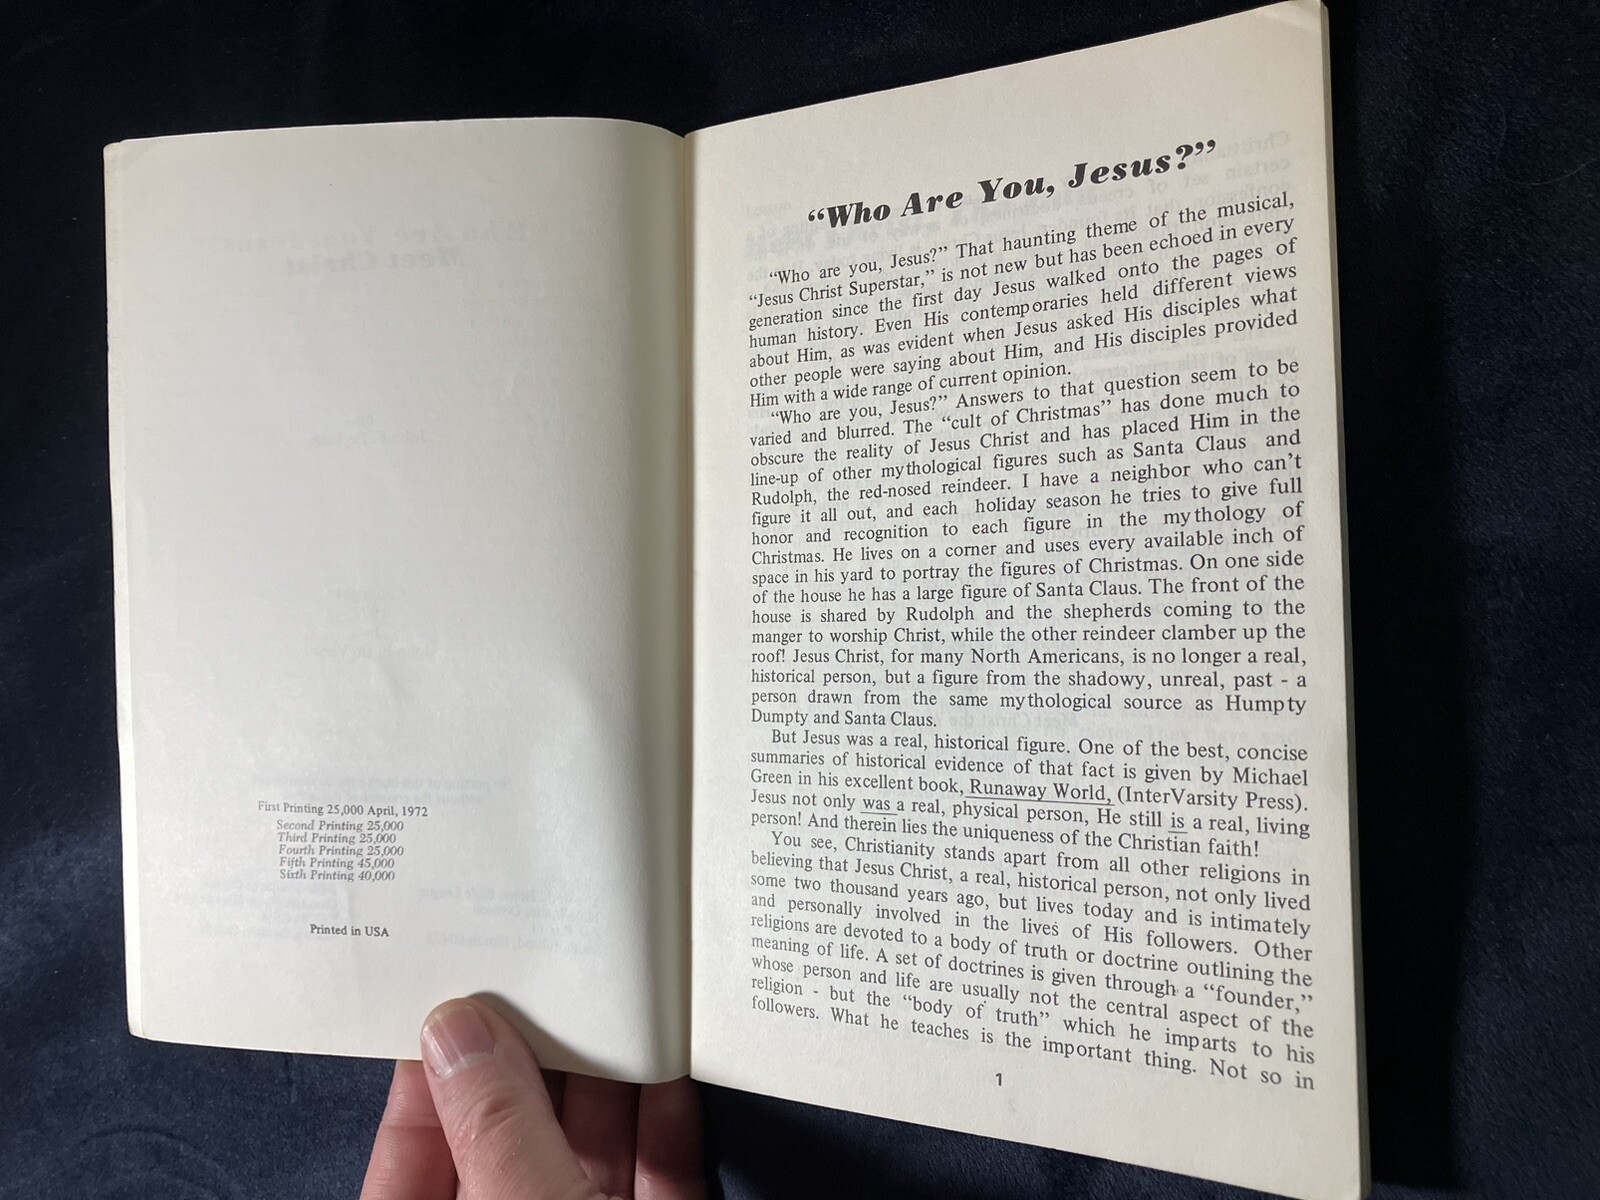 First Printing 25,000 April, 1972
Second Printing 25,000
Third Printing 25,000
Fourth Printing 25,000
Fifth Printing 45,000
Sixth Printing 40,000
Printed in USA
“Who Are You, Jesus?”
“Who are you, Jesus?” That haunting theme of the musical,
“Jesus Christ Superstar,” is not new but has been echoed in every
generation since the first day Jesus walked onto the pages of
human history. Even His contemporaries held different views
about Him, as was evident when Jesus asked His disciples what
other people were saying about Him, and His disciples provided
Him with a wide range of current opinion.
“Who are you, Jesus?” Answers to that question seem to be
varied and blurred. The “cult of Christmas” has done much to
obscure the reality of Jesus Christ and has placed Him in the
line-up of other mythological figures such as Santa Claus and
Rudolph, the red-nosed reindeer. I have a neighbor who can’t
figure it all out, and each holiday season he tries to give full
honor and recognition to each figure in the mythology of
Christmas. He lives on a corner and uses every available inch of
space in his yard to portray the figures of Christmas. On one side
of the house he has a large figure of Santa Claus. The front of the
house is shared by Rudolph and the shepherds coming to the
manger to worship Christ, while the other reindeer clamber up the
roof! Jesus Christ, for many North Americans, is no longer a real,
historical person, but a figure from the shadowy, unreal, past - a
person drawn from the same mythological source as Humpty
Dumpty and Santa Claus.
But Jesus was a real, historical figure. One of the best, concise
summaries of historical evidence of that fact is given by Michael
Green in his excellent book, Runaway World, (InterVarsity Press).
Jesus not only was a real, physical person, He still is a real, living
person! And therein lies the uniqueness of the Christian faith!
You see, Christianity stands apart from all other religions in
believing that Jesus Christ, a real, historical person, not only lived
some two thousand years ago, but lives today and is intimately
and personally involved in the lives of His followers. Other
religions are devoted to a body of truth or doctrine outlining the
meaning of life. A set of doctrines is given through a “founder,”
whose person and life are usually not the central aspect of the
religion - but the “body of truth” which he imparts to his
followers. What he teaches is the important thing. Not so in
1